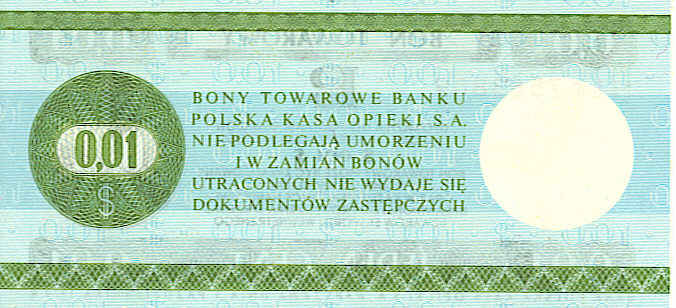 BONY TOWAROWE BANKU
POLSKA KASA OPIEKI S.A.
NIE PODLEGAJĄ UMORZENIU
I W ZAMIAN BONÓW
UTRACONYCH NIE WYDAJE SIĘ
DOKUMENTÓW ZASTĘPCZYCH
0,01
$